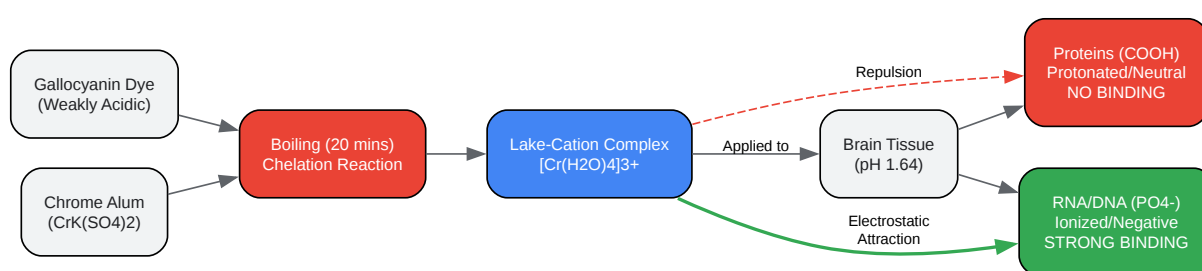 Gallocyanin Dye
(Weakly Acidic)
Chrome Alum
(CrK(SO4)2)
Boiling (20 mins)
Chelation Reaction
Lake-Cation Complex
[Cr(H2O)4]3+
Repulsion
Applied to
Electrostatic
Attraction
Brain Tissue
(pH 1.64)
Proteins (COOH)
Protonated/Neutral
NO BINDING
RNA/DNA (PO4-)
Ionized/Negative
STRONG BINDING